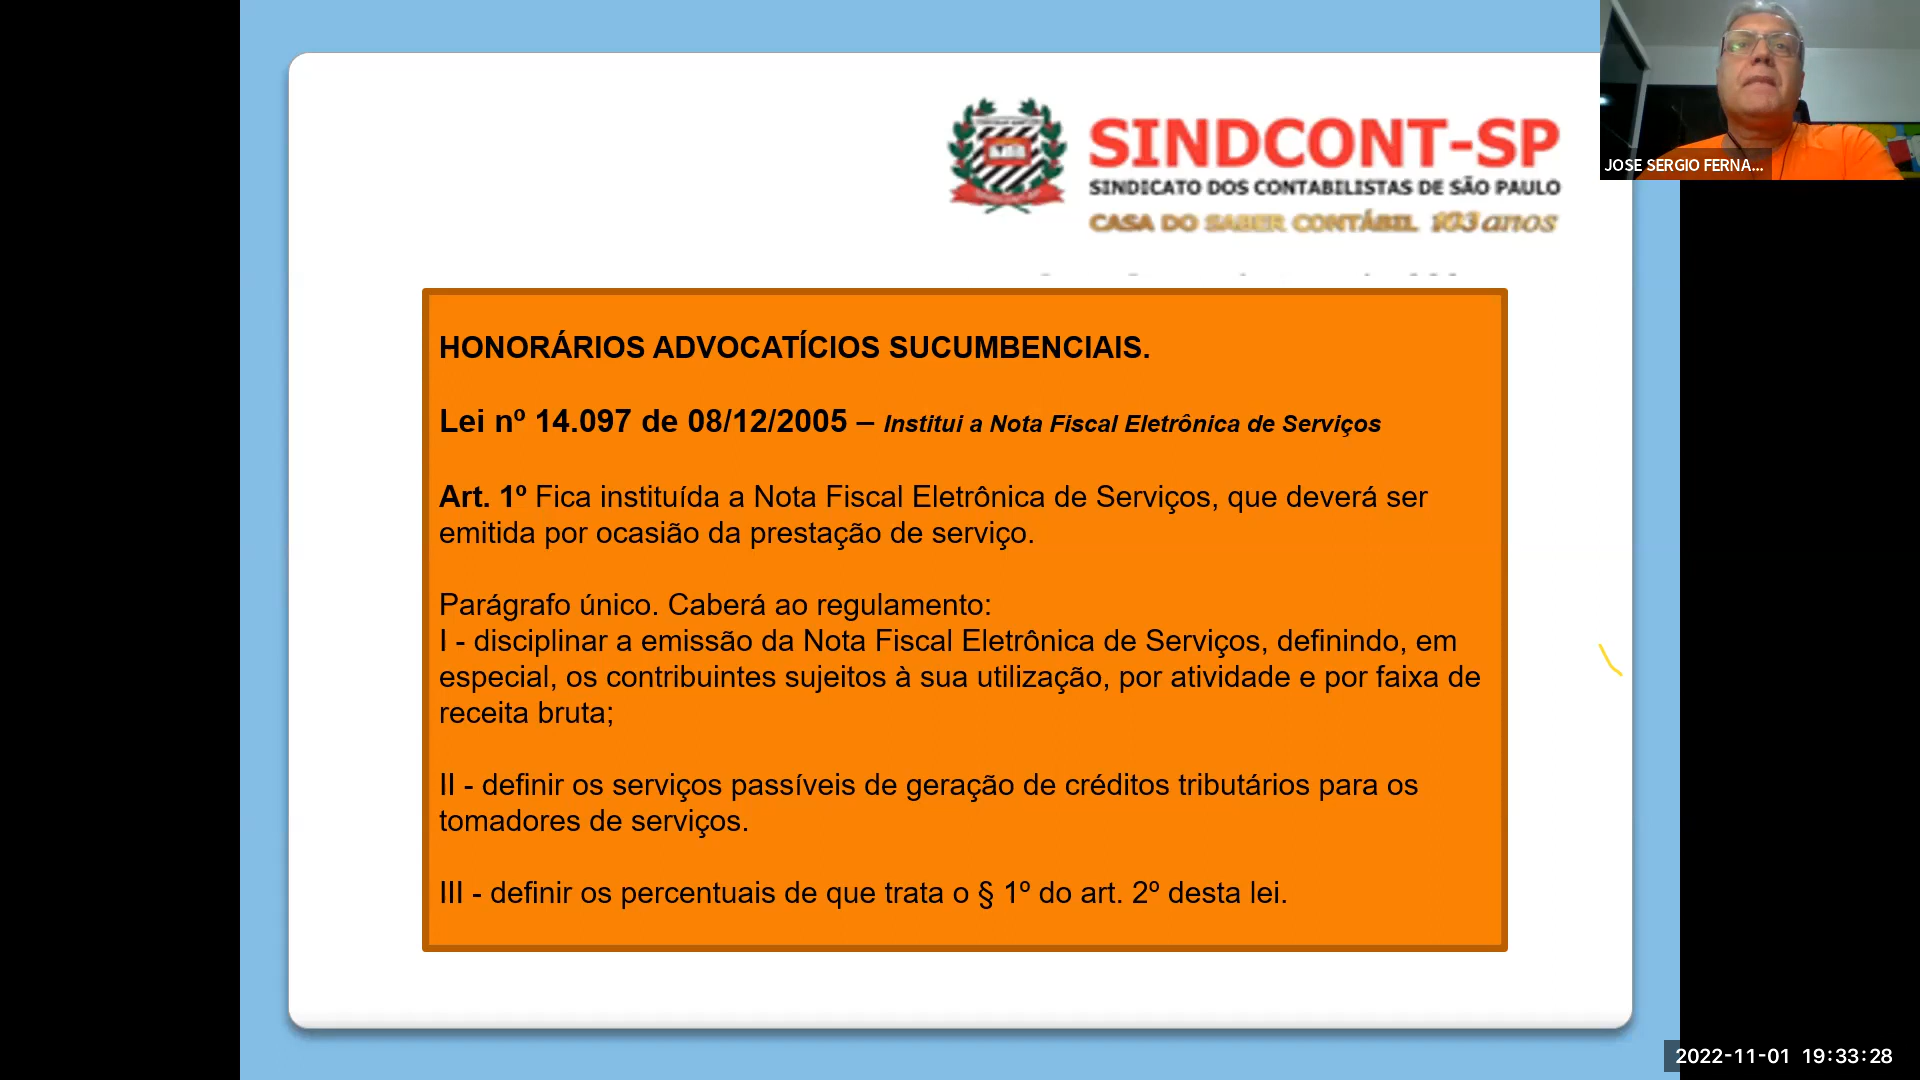 SINDCONT-SP
SINDICATO DOS CONTABILISTAS DE SÃO PAULO
CASA DO SABER CONTÁBIL 103 anos
JOSE SERGIO FERNA...
HONORÁRIOS ADVOCATÍCIOS SUCUMBENCIAIS.
Lei nº 14.097 de 08/12/2005 – Institui a Nota Fiscal Eletrônica de Serviços
Art. 1º Fica instituída a Nota Fiscal Eletrônica de Serviços, que deverá ser
emitida por ocasião da prestação de serviço.
Parágrafo único. Caberá ao regulamento:
I - disciplinar a emissão da Nota Fiscal Eletrônica de Serviços, definindo, em
especial, os contribuintes sujeitos à sua utilização, por atividade e por faixa de
receita bruta;
II - definir os serviços passíveis de geração de créditos tributários para os
tomadores de serviços.
III - definir os percentuais de que trata o § 1º do art. 2º desta lei.
2022-11-01 19:33:28